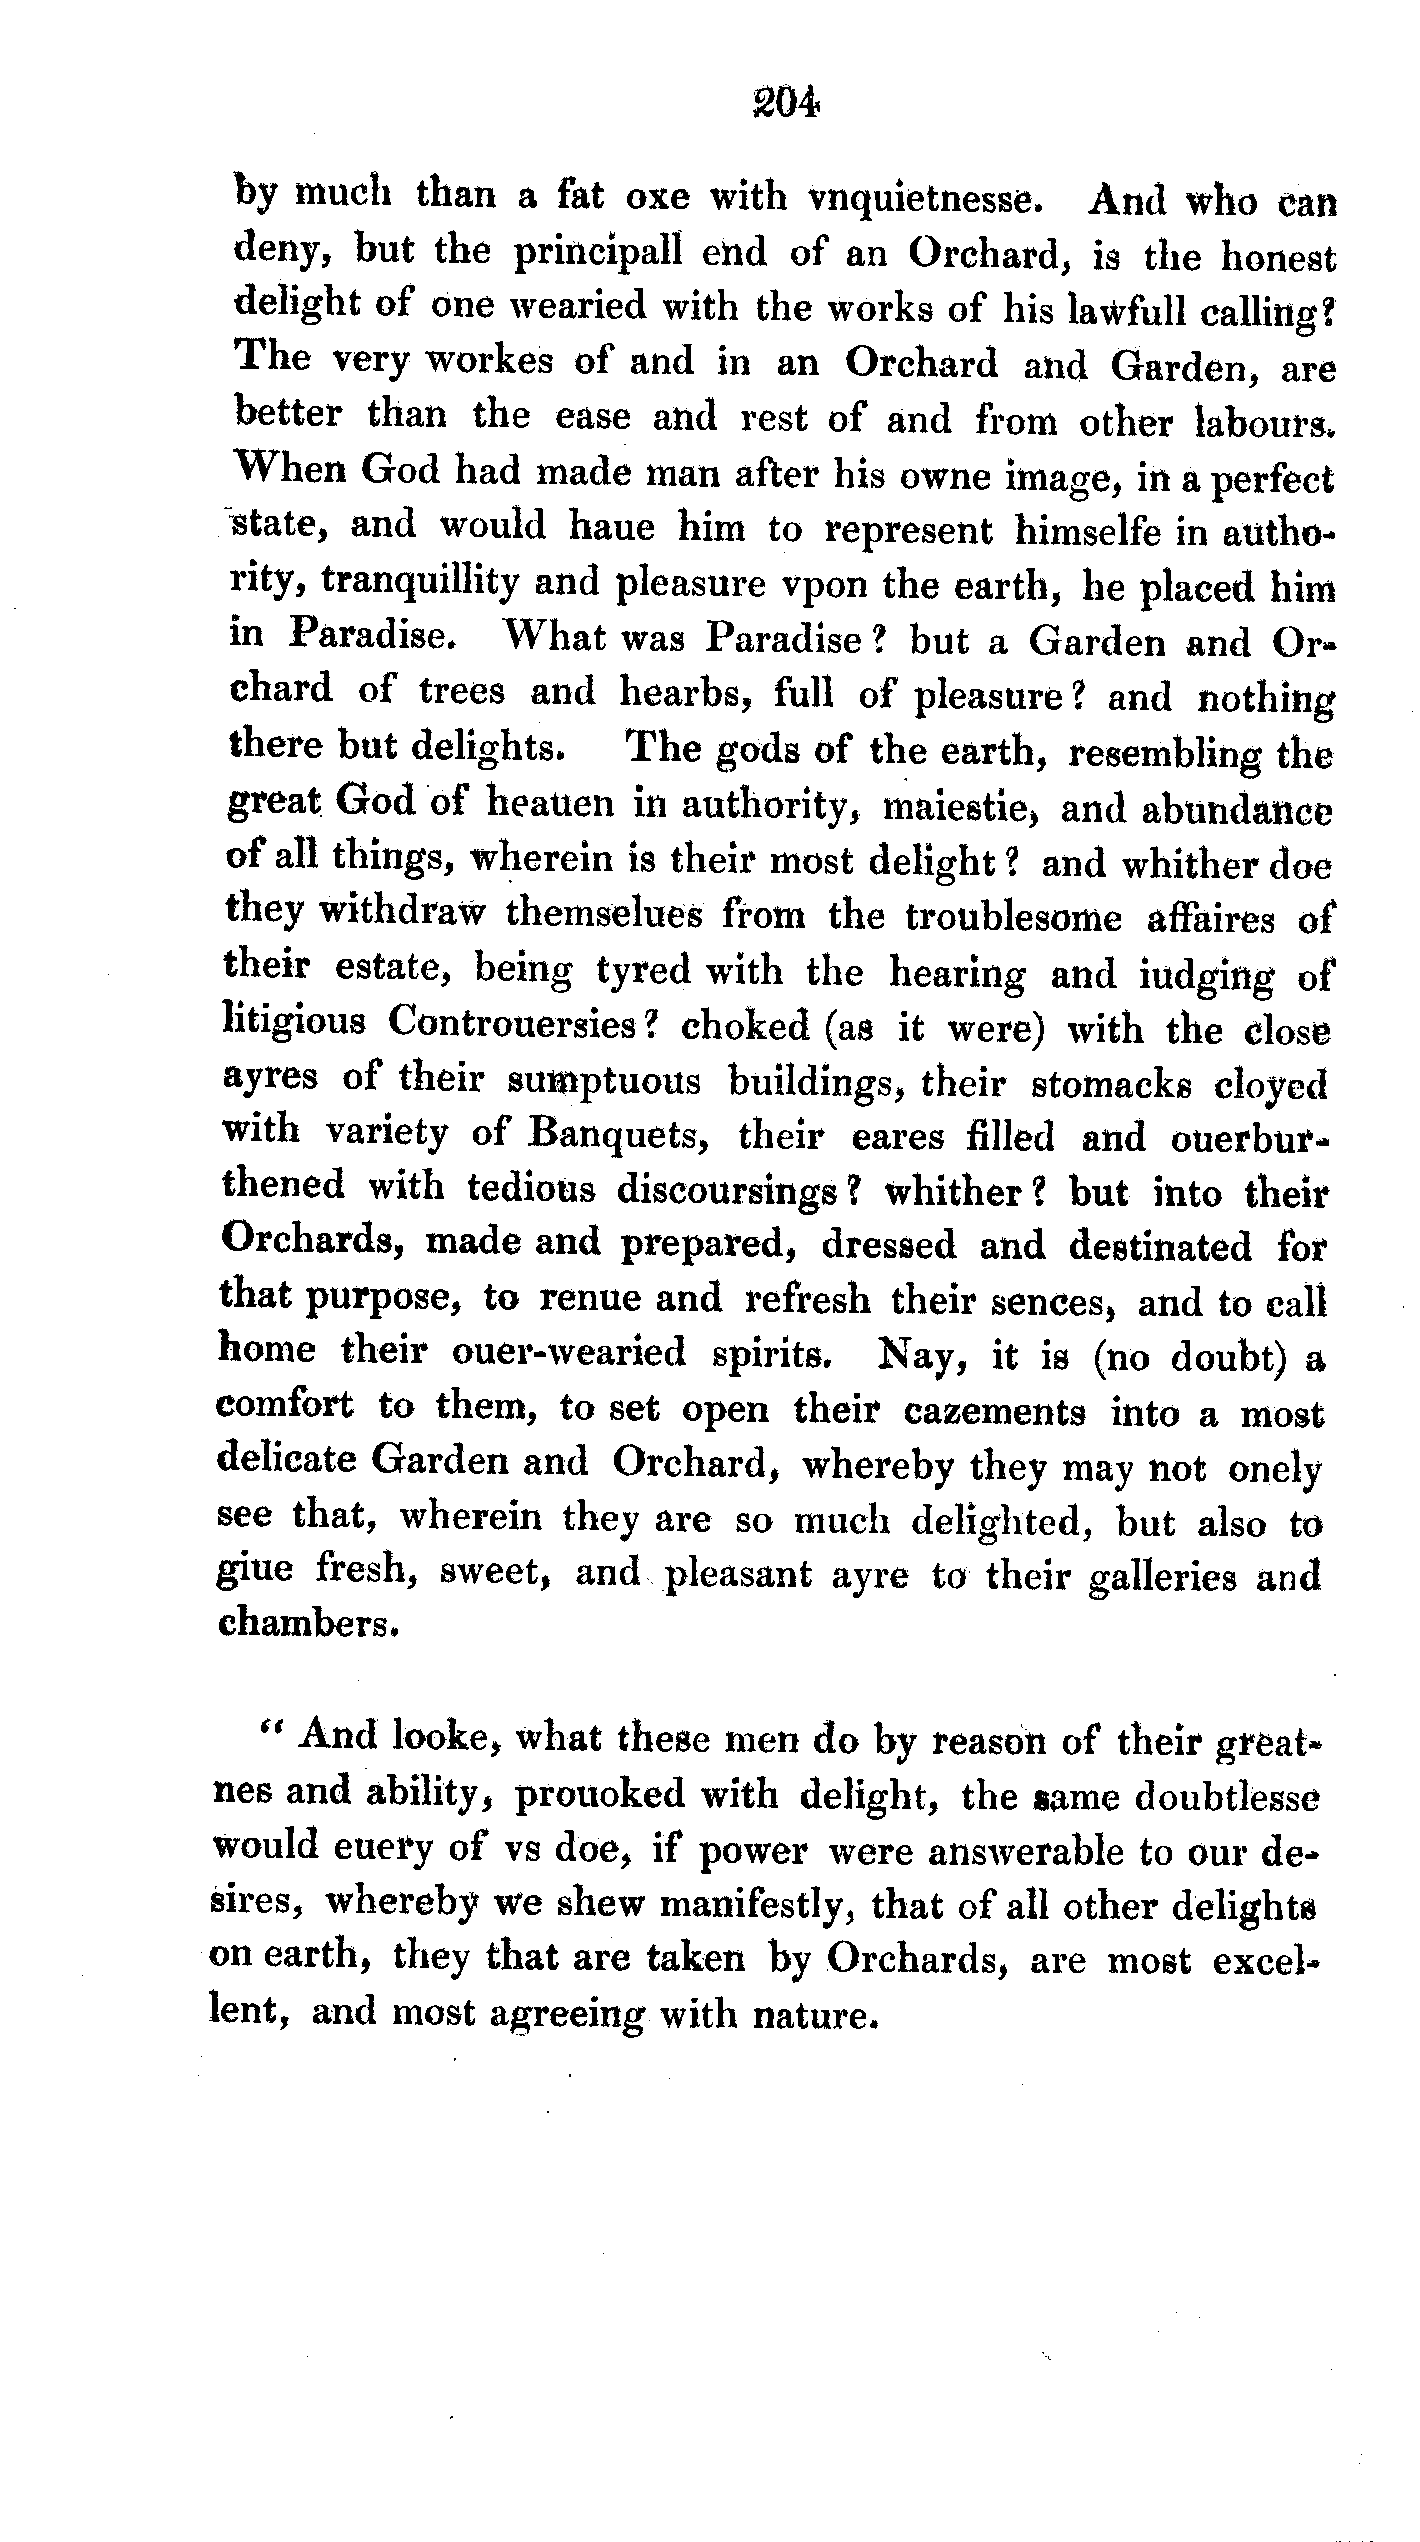 204
by much than a fat oxe with vnquietnesse. And who can
deny, but the principall end of an Orchard, is the honest
delight of one wearied with the works of his lawfull calling?
The very workes of and in an Orchard and Garden, are
better than the ease and rest of and from other labours.
When God had made man after his owne image, in a perfect
state, and would haue him to represent himselfe in autho-
rity, tranquillity and pleasure vpon the earth, he placed him
in Paradise. What was Paradise? but a Garden and Or-
chard of trees and hearbs, full of pleasure? and nothing
there but delights. The gods of the earth, resembling the
great God of heauen in authority, maiestie, and abundance
of all things, wherein is their most delight? and whither doe
they withdraw themselues from the troublesome affaires of
their estate, being tyred with the hearing and iudging of
litigious Controuersies? choked (as it were) with the close
ayres of their sumptuous buildings, their stomacks cloyed
with variety of Banquets, their eares filled and ouerbur-
thened with tedious discoursings? whither? but into their
Orchards, made and prepared, dressed and destinated for
that purpose, to renue and refresh their sences, and to call
home their ouer-wearied spirits. Nay, it is (no doubt) a
comfort to them, to set open their cazements into a most
delicate Garden and Orchard, whereby they may not onely
see that, wherein they are so much delighted, but also to
giue fresh, sweet, and pleasant ayre to their galleries and
chambers.
“ And looke, what these men do by reason of their great-
nes and ability, prouoked with delight, the same doubtlesse
would euery of vs doe, if power were answerable to our de-
sires, whereby we shew manifestly, that of all other delights
on earth, they that are taken by Orchards, are most excel-
lent, and most agreeing with nature.